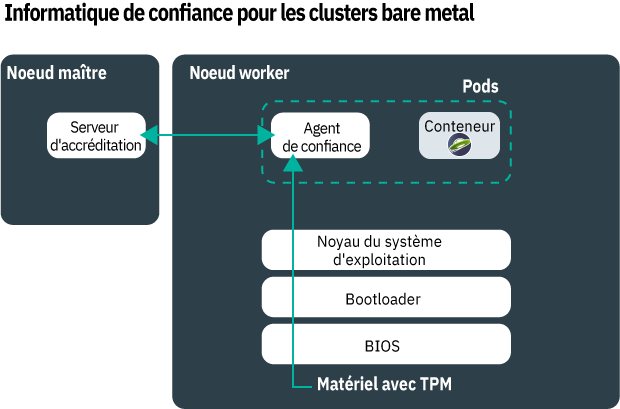 Informatique de confiance pour les clusters bare metal
Noeud maître
Noeud worker
Pods
Serveur
d'accréditation
Agent
de confiance
Conteneur
Noyau du système
d'exploitation
Bootloader
BIOS
Matériel avec TPM